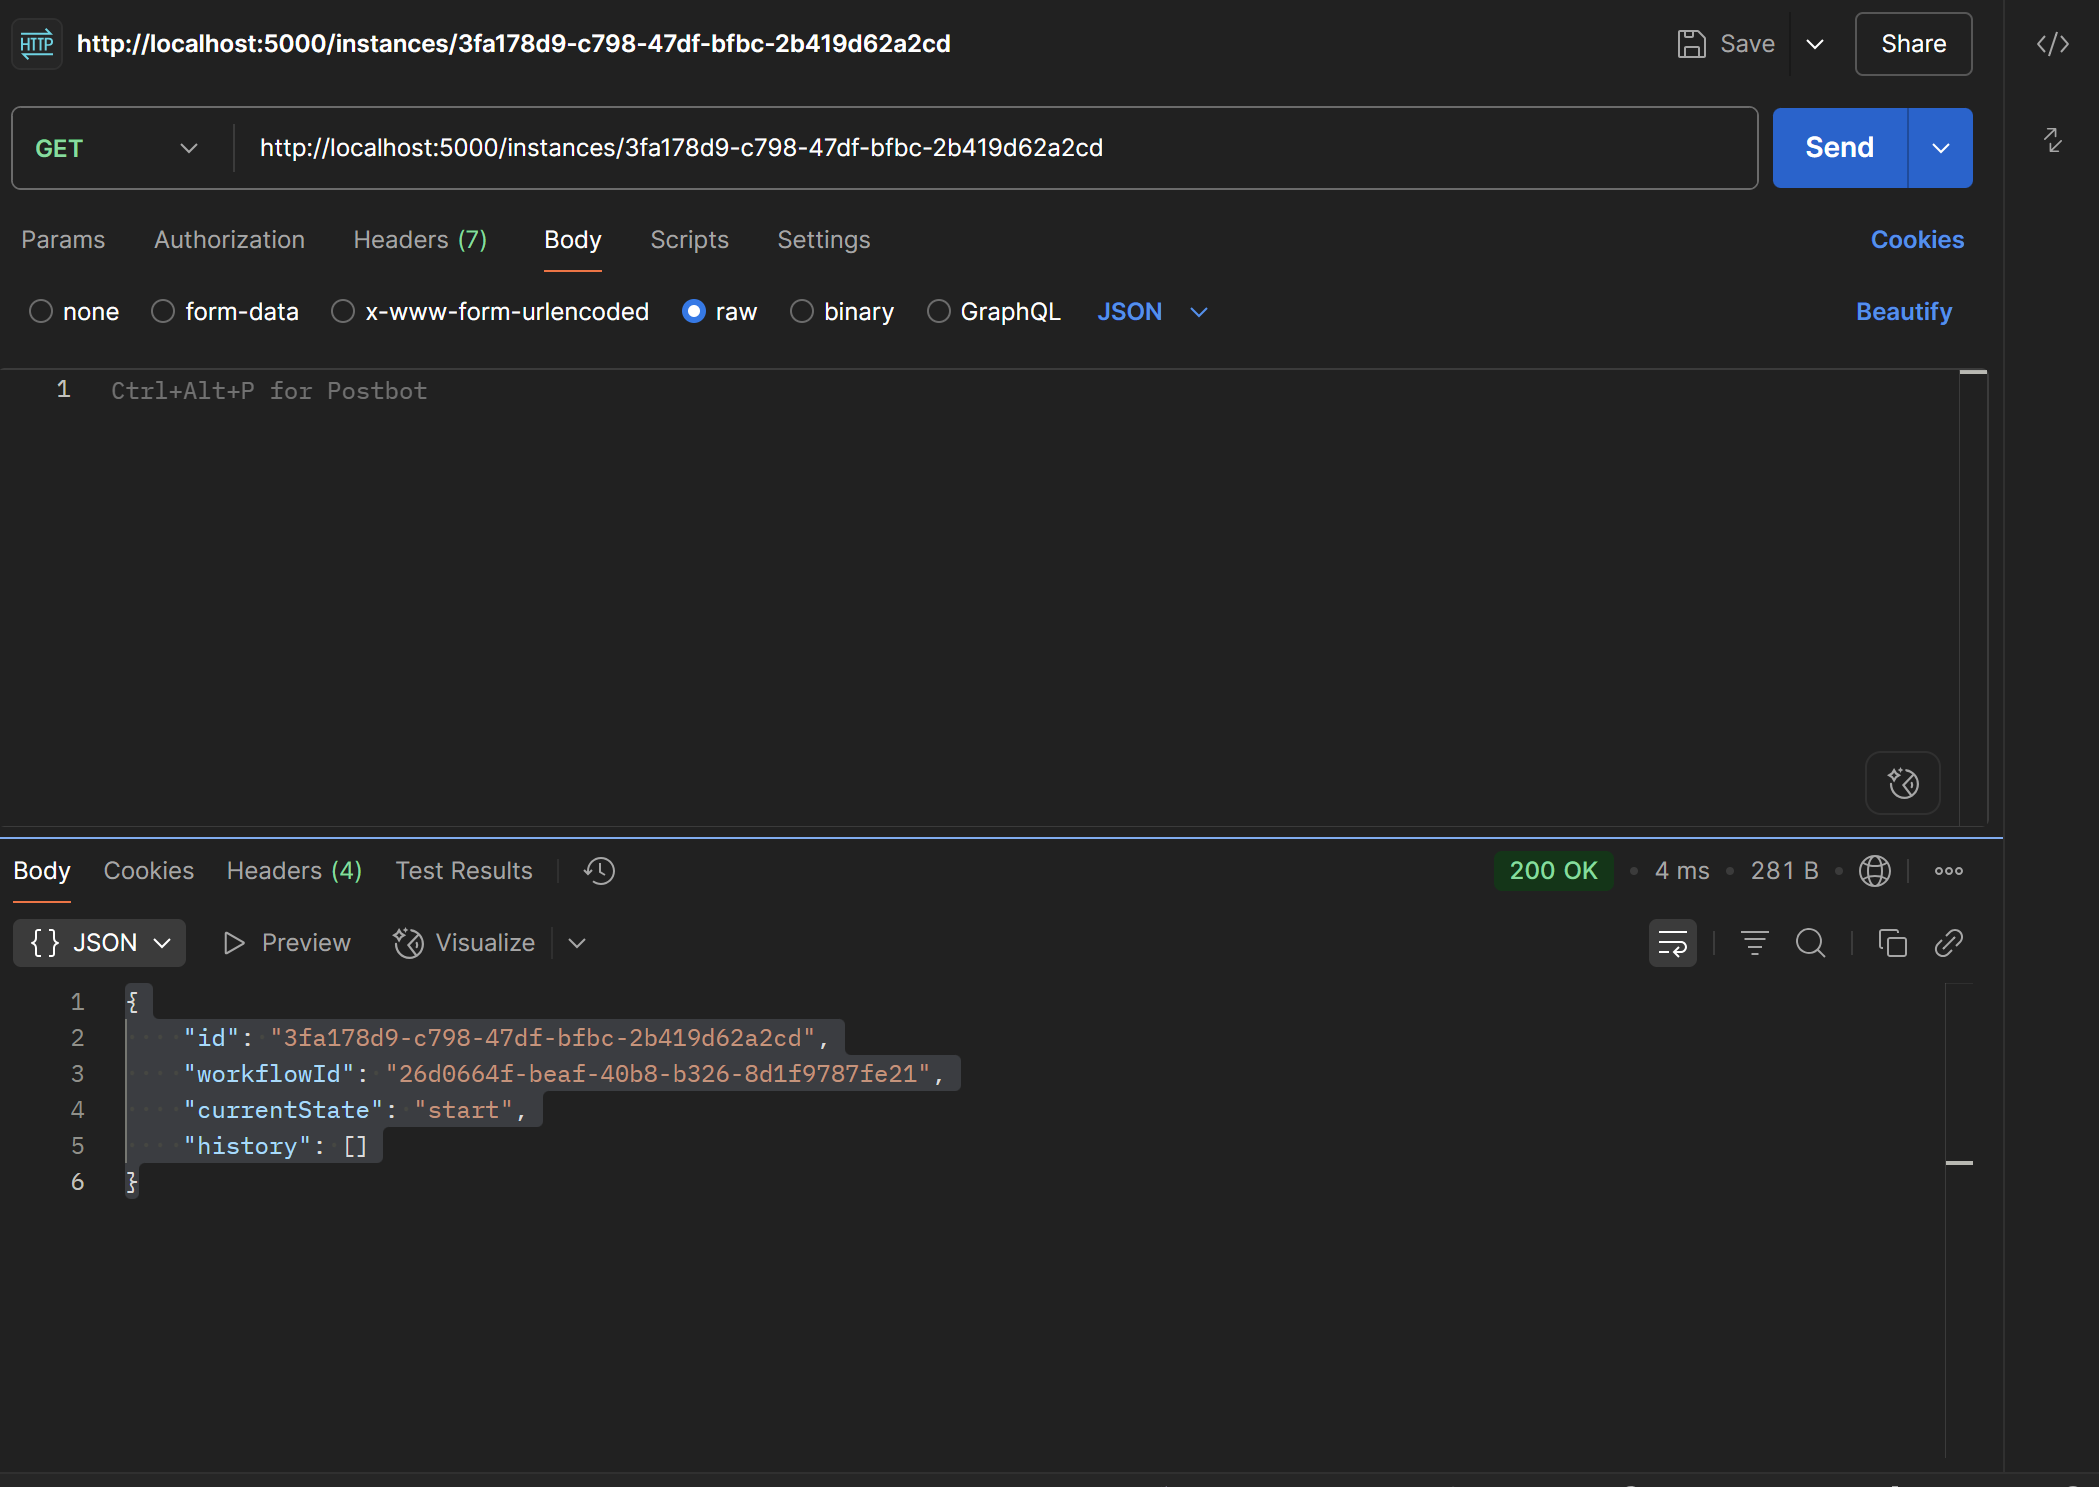 HTTP http://localhost:5000/instances/3fa178d9-c798-47df-bfbc-2b419d62a2cd Save Share
GET http://localhost:5000/instances/3fa178d9-c798-47df-bfbc-2b419d62a2cd Send
Params Authorization Headers (7) Body Scripts Settings Cookies
none form-data x-www-form-urlencoded raw binary GraphQL JSON Beautify
1 Ctrl+Alt+P for Postbot
Body Cookies Headers (4) Test Results 200 OK • 4 ms • 281 B •
{} JSON Preview Visualize
1 {
2 "id": "3fa178d9-c798-47df-bfbc-2b419d62a2cd",
3 "workflowId": "26d0664f-beaf-40b8-b326-8d1f9787fe21",
4 "currentState": "start",
5 "history": []
6 }